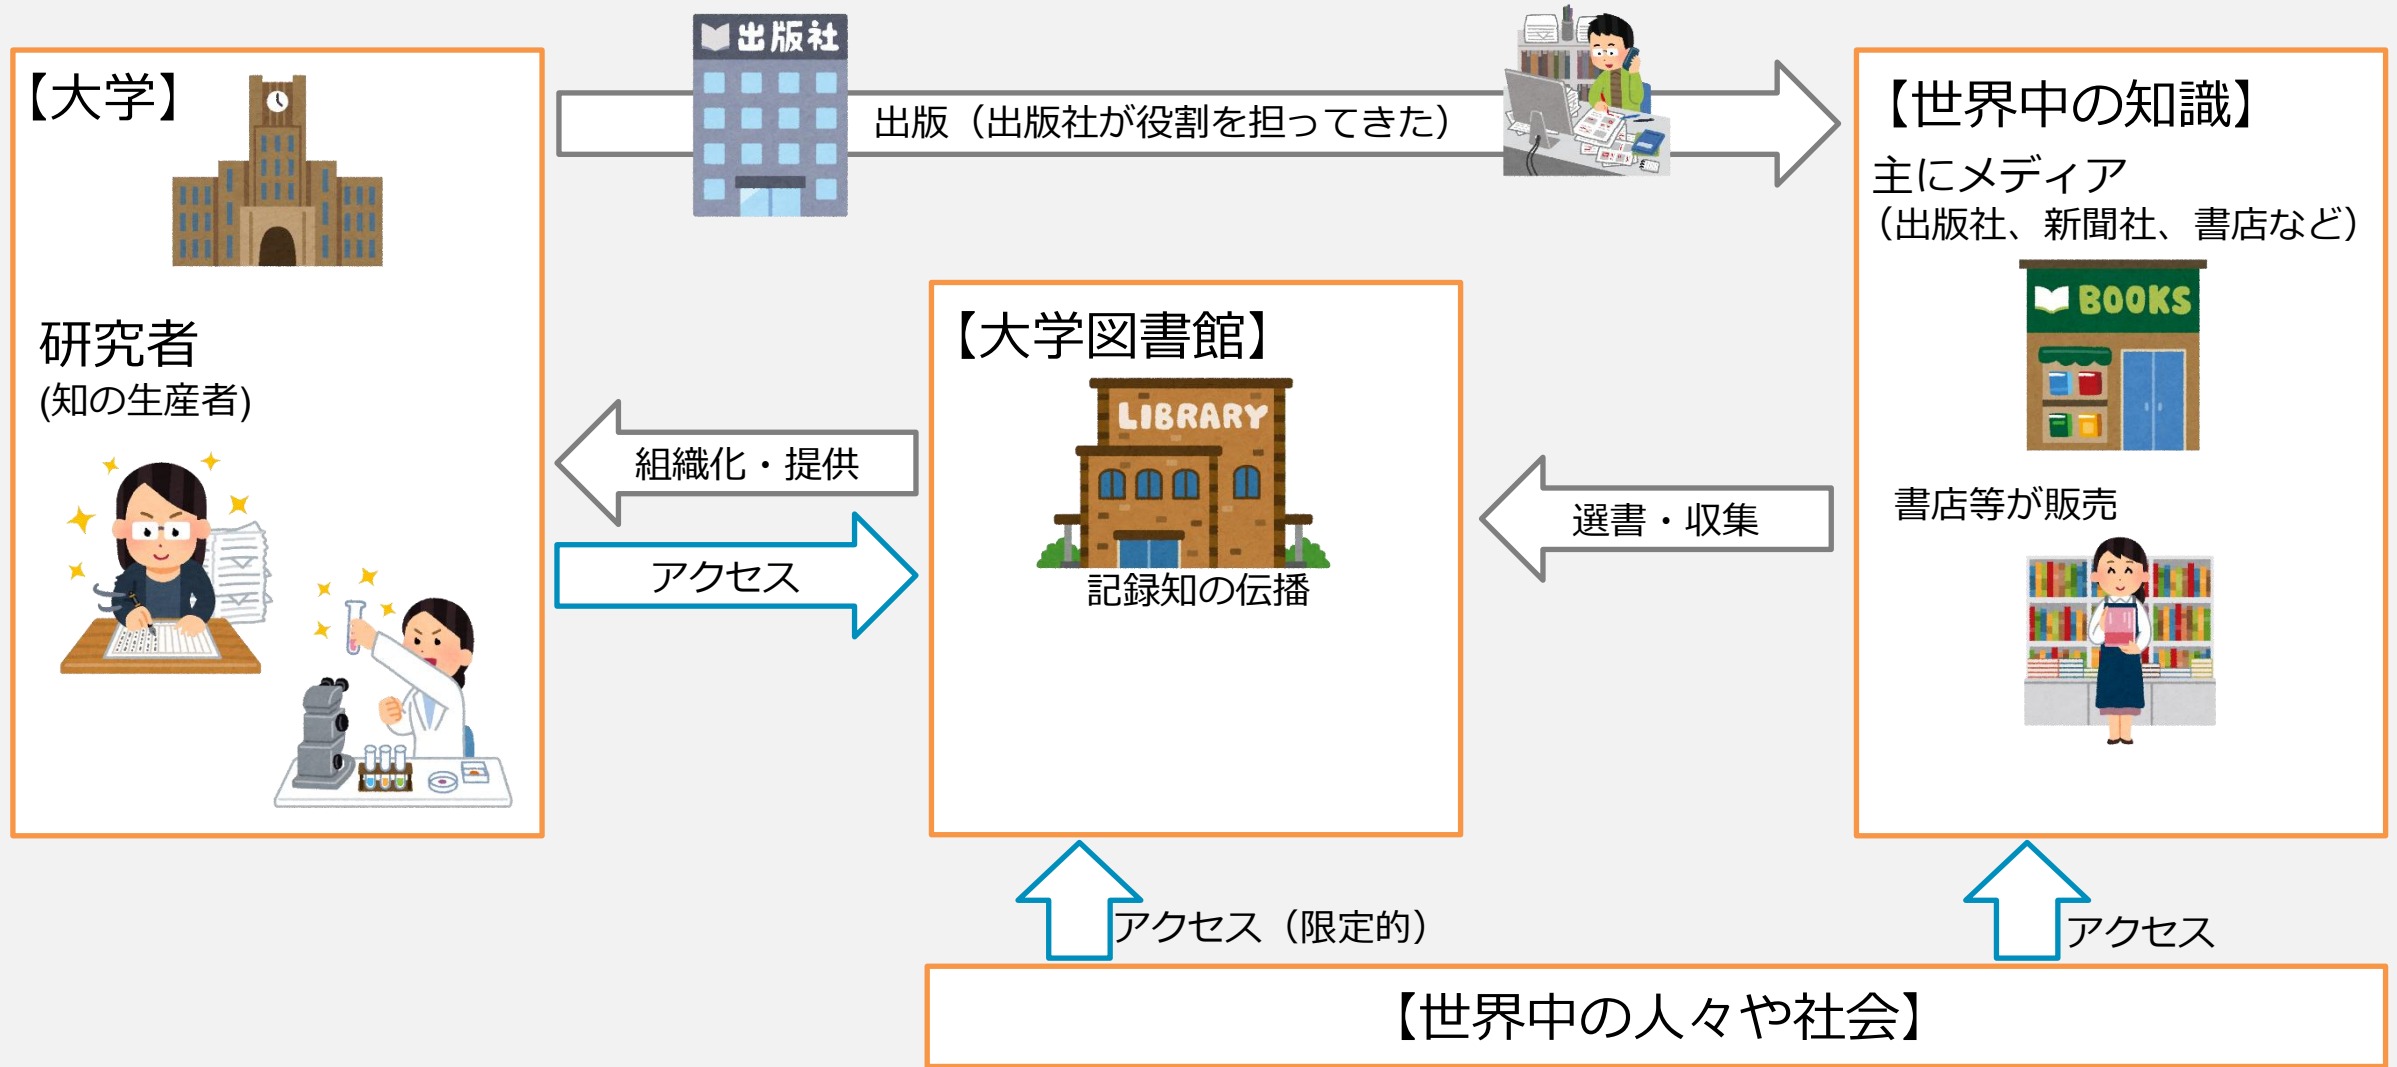 【大学】
研究者
(知の生産者)
出版社
出版（出版社が役割を担ってきた）
【世界中の知識】
主にメディア
（出版社、新聞社、書店など）
BOOKS
書店等が販売
【大学図書館】
LIBRARY
記録知の伝播
組織化・提供
アクセス
選書・収集
アクセス（限定的）
アクセス
【世界中の人々や社会】